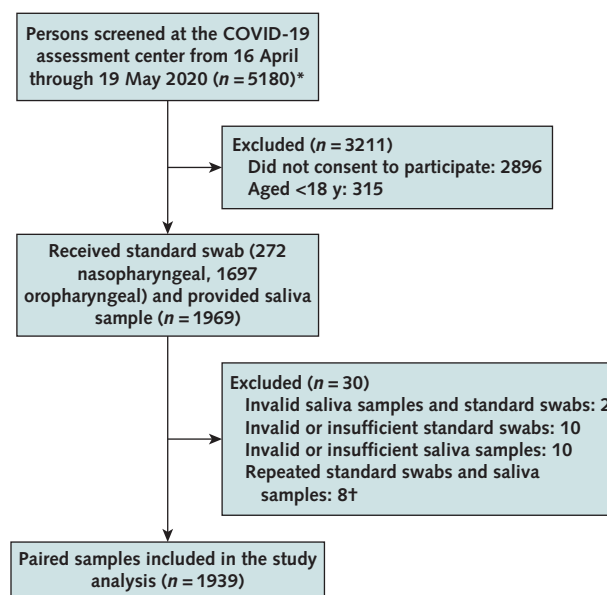 Persons screened at the COVID-19
assessment center from 16 April
through 19 May 2020 (n = 5180)*
Excluded (n = 3211)
Did not consent to participate: 2896
Aged <18 y: 315
Received standard swab (272
nasopharyngeal, 1697
oropharyngeal) and provided saliva
sample (n = 1969)
Excluded (n = 30)
Invalid saliva samples and standard swabs: 2
Invalid or insufficient standard swabs: 10
Invalid or insufficient saliva samples: 10
Repeated standard swabs and saliva
samples: 8†
Paired samples included in the study
analysis (n = 1939)